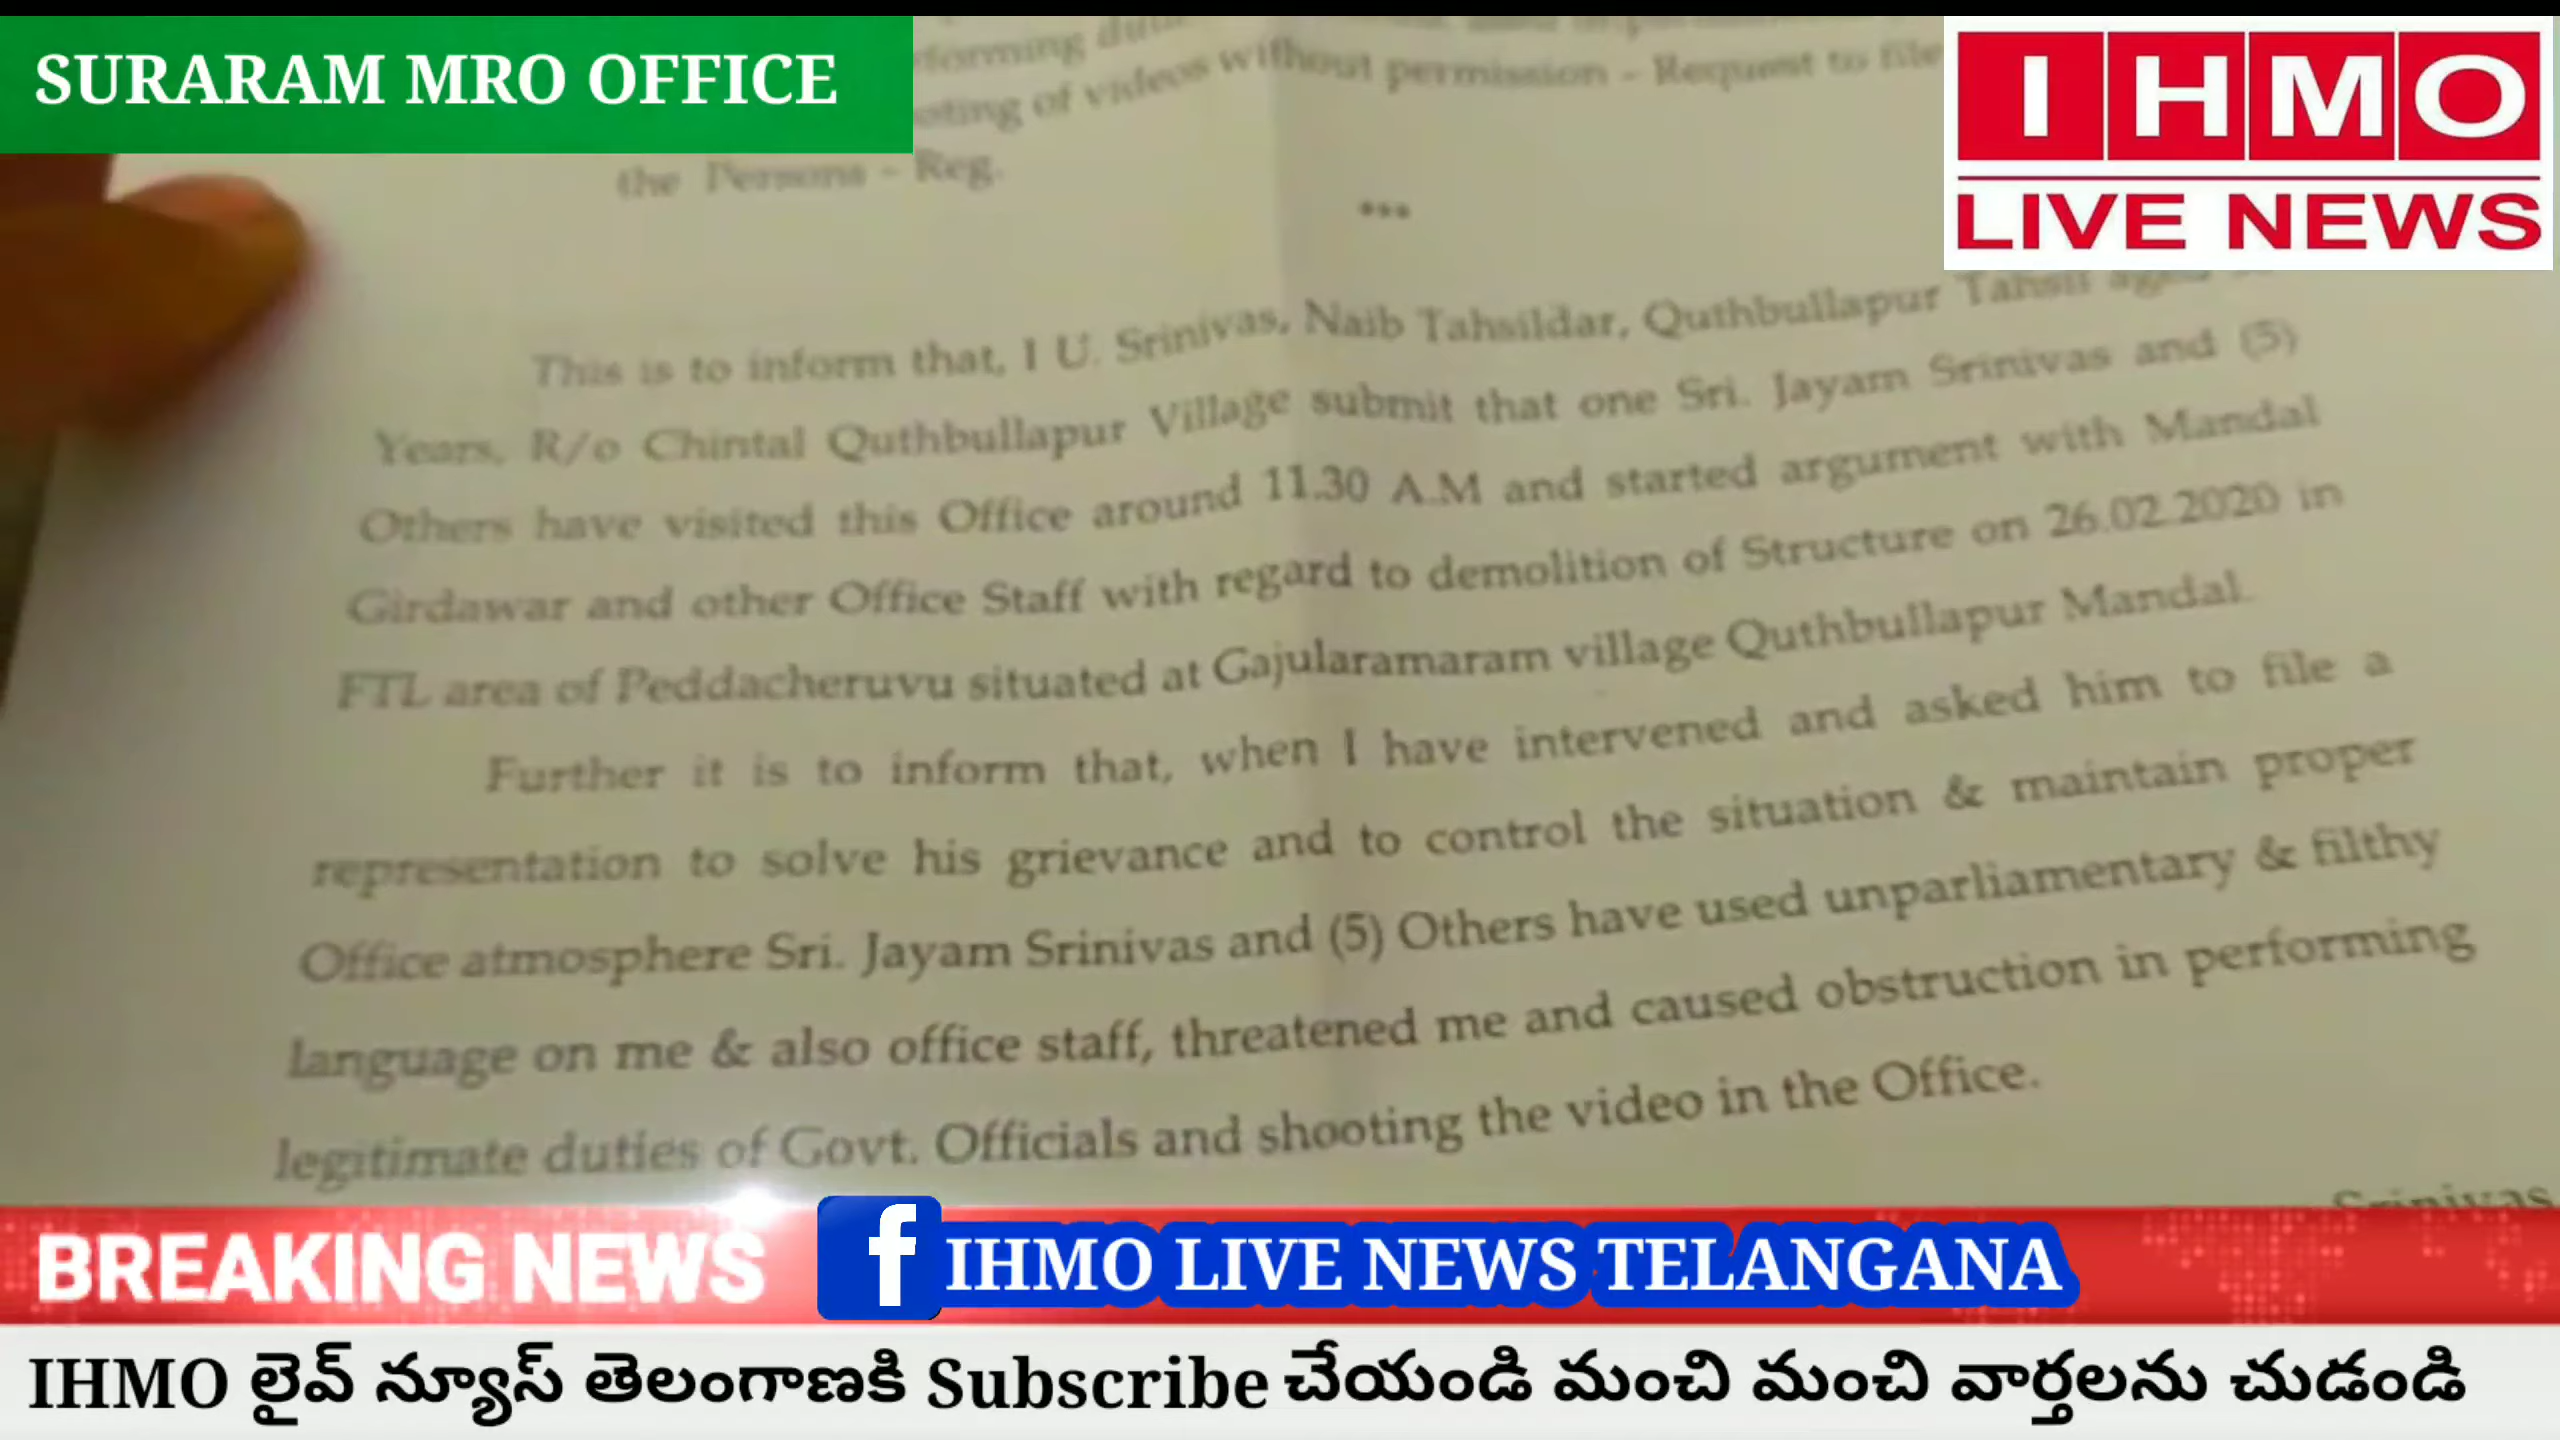 SURARAM MRO OFFICE
IHMO
LIVE NEWS
forming
of videos without permission - Request to file
the Persons - Reg.
***
This is to inform that, I U. Srinivas, Naib Tahsildar, Quthbullapur Tahsil
Years, R/o Chintal Quthbullapur Village submit that one Sri. Jayam Srinivas and (5)
Others have visited this Office around 11.30 A.M and started argument with Mandal
Girdawar and other Office Staff with regard to demolition of Structure on 26.02.2020 in
FTL area of Peddacheruvu situated at Gajularamaram village Quthbullapur Mandal.
Further it is to inform that, when I have intervened and asked him to file a
representation to solve his grievance and to control the situation & maintain proper
Office atmosphere Sri. Jayam Srinivas and (5) Others have used unparliamentary & filthy
language on me & also office staff, threatened me and caused obstruction in performing
legitimate duties of Govt. Officials and shooting the video in the Office.
Srinivas
BREAKING NEWS f IHMO LIVE NEWS TELANGANA
IHMO లైవ్ న్యూస్ తెలంగాణకి Subscribe చేయండి మంచి మంచి వార్తలను చుడండి